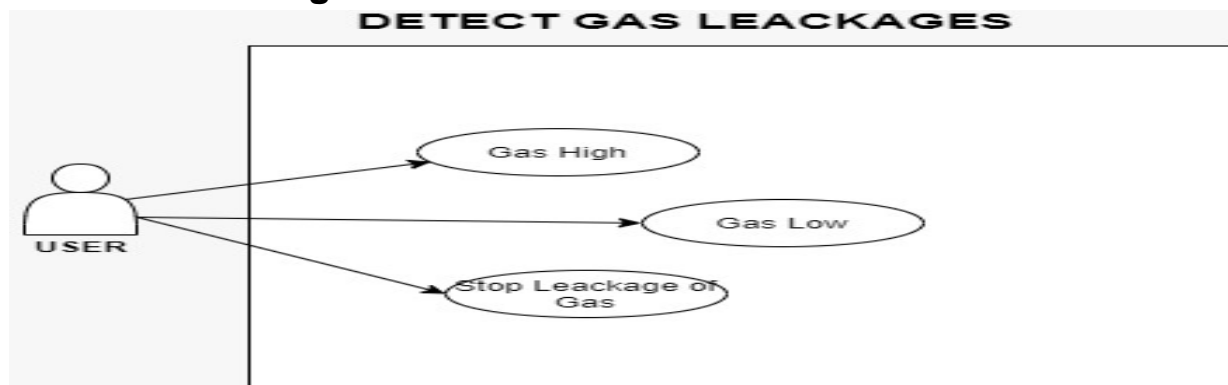 DETECT GAS LEACKAGES
Gas High
Gas Low
USER
Stop Leackage of
Gas